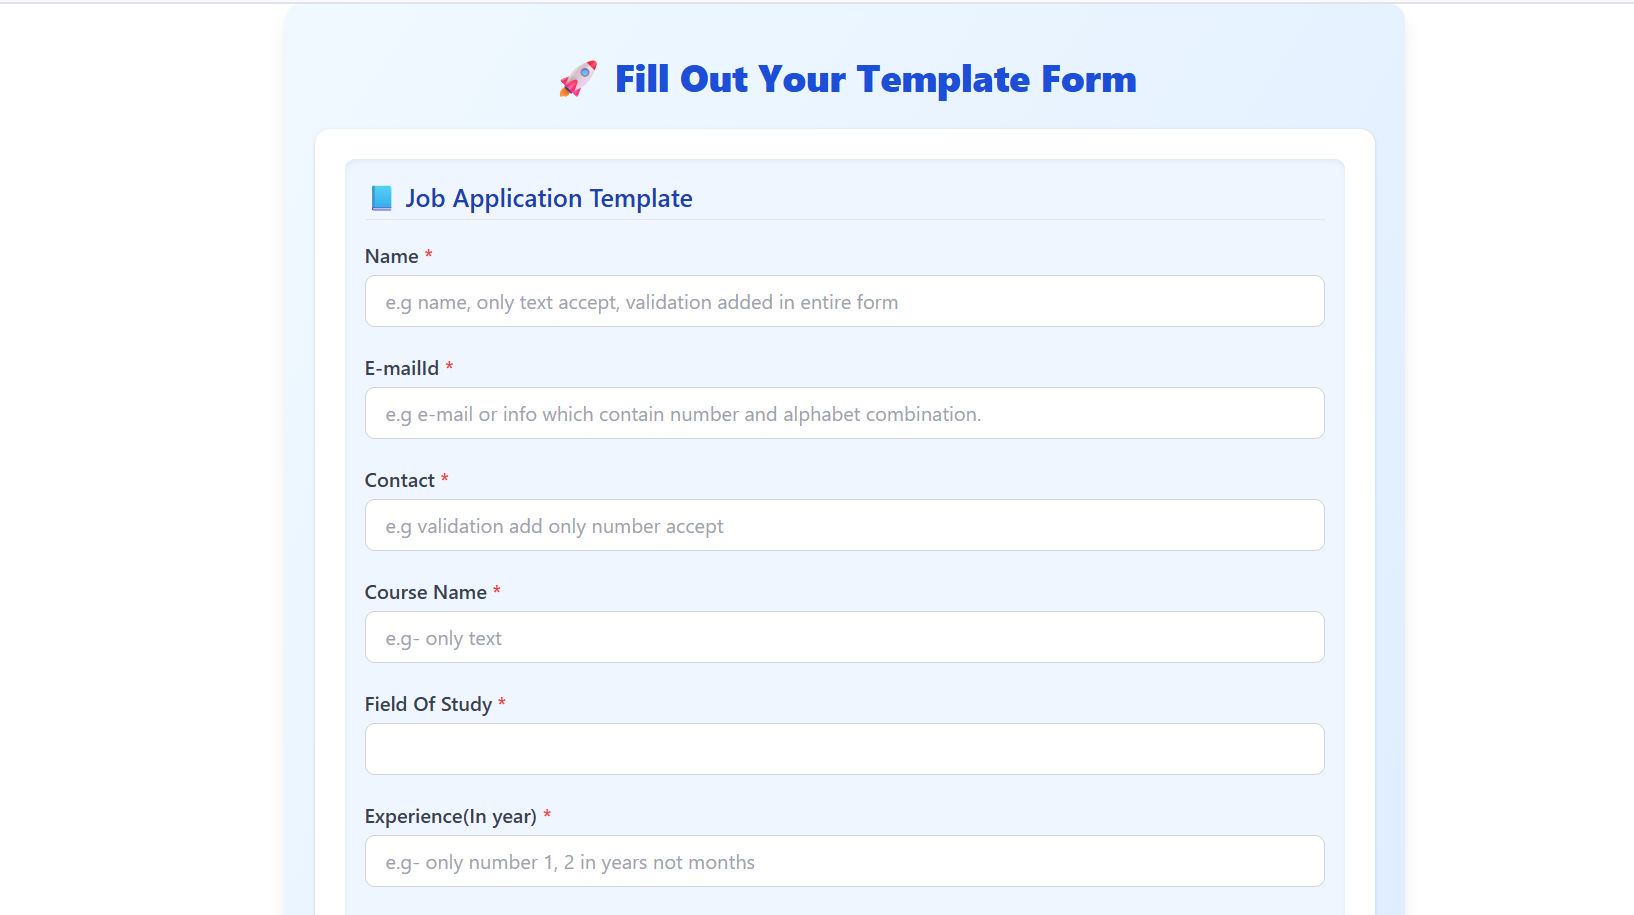 🚀 Fill Out Your Template Form
📘 Job Application Template
Name *
e.g name, only text accept, validation added in entire form
E-mailId *
e.g e-mail or info which contain number and alphabet combination.
Contact *
e.g validation add only number accept
Course Name *
e.g- only text
Field Of Study *
Experience(In year) *
e.g- only number 1, 2 in years not months